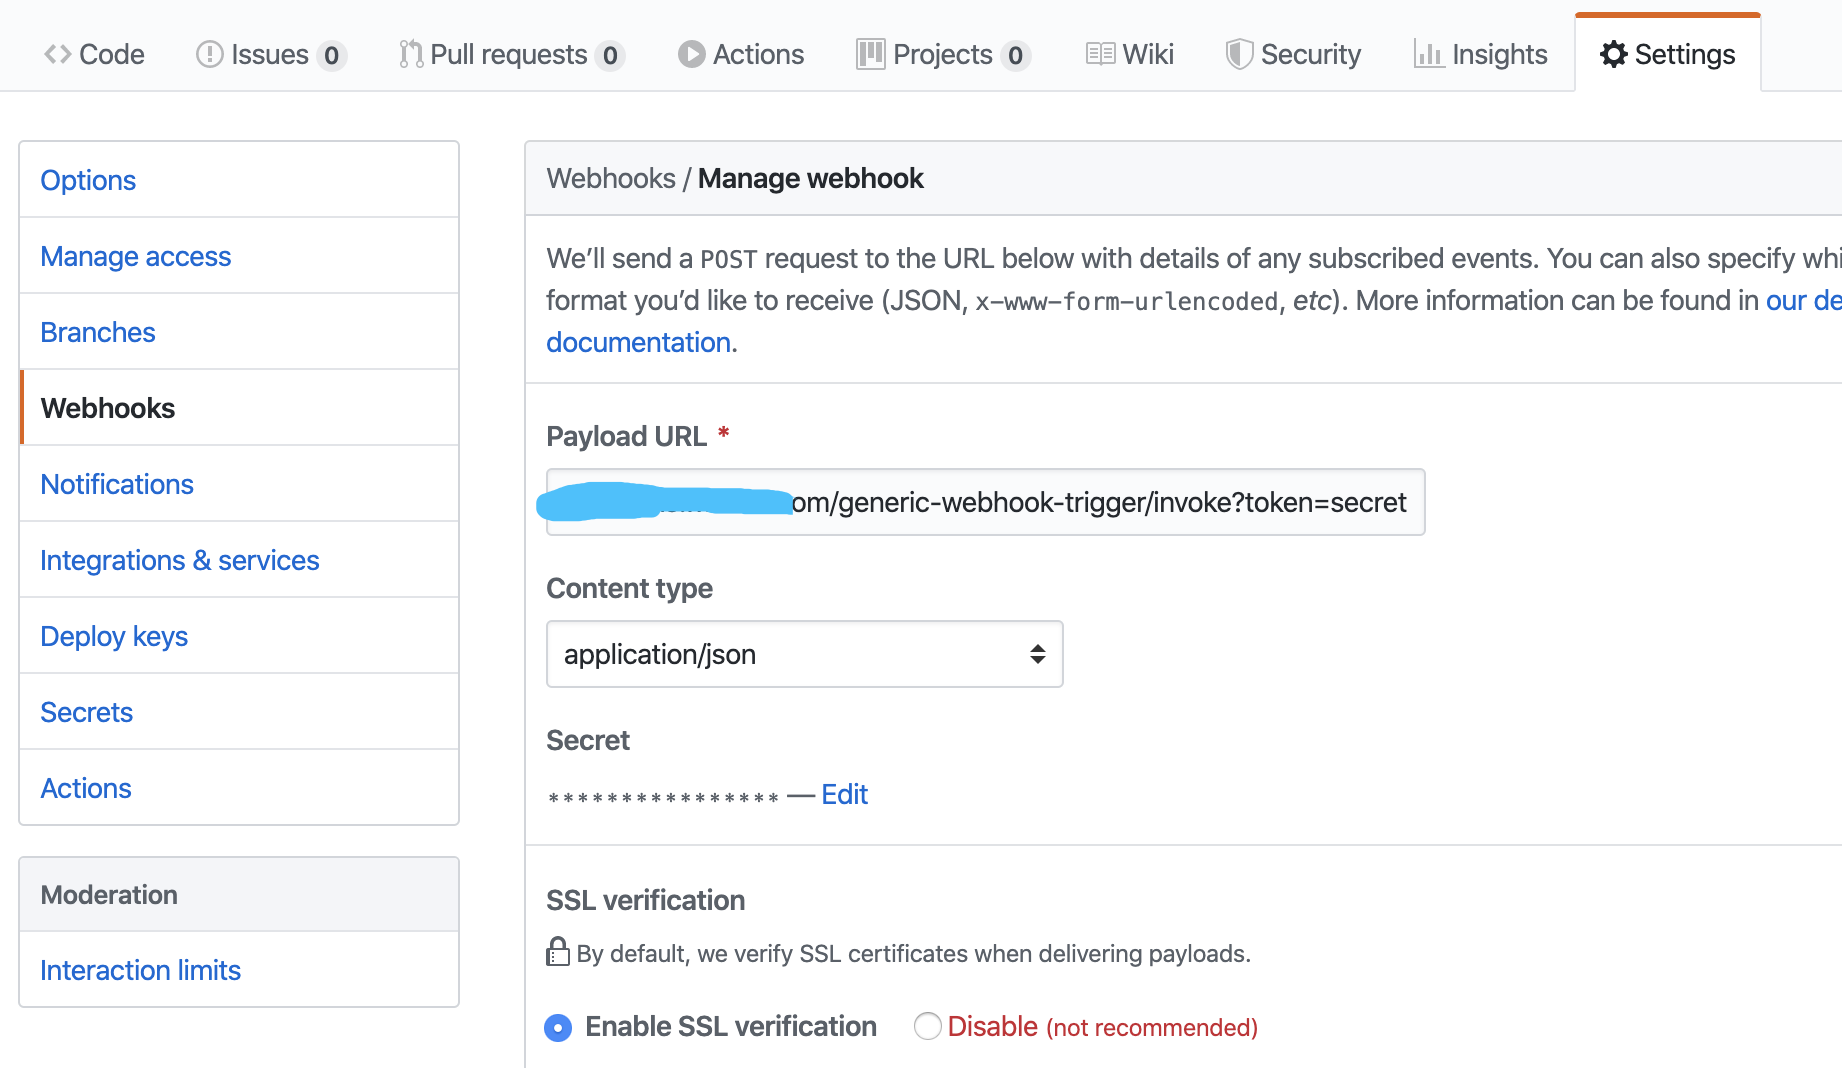 Code Issues 0 Pull requests 0 Actions Projects 0 Wiki Security Insights Settings
Options
Manage access
Branches
Webhooks
Notifications
Integrations & services
Deploy keys
Secrets
Actions
Moderation
Interaction limits
Webhooks / Manage webhook
We’ll send a POST request to the URL below with details of any subscribed events. You can also specify whi
format you’d like to receive (JSON, x-www-form-urlencoded, etc). More information can be found in our de
documentation.
Payload URL *
om/generic-webhook-trigger/invoke?token=secret
Content type
application/json
Secret
**************** — Edit
SSL verification
By default, we verify SSL certificates when delivering payloads.
Enable SSL verification Disable (not recommended)